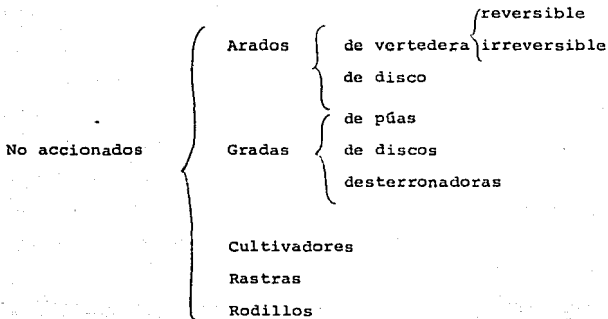 reversible
Arados de vertedera irreversible
de disco
de púas
No accionados Gradas de discos
desterronadoras
Cultivadores
Rastras
Rodillos